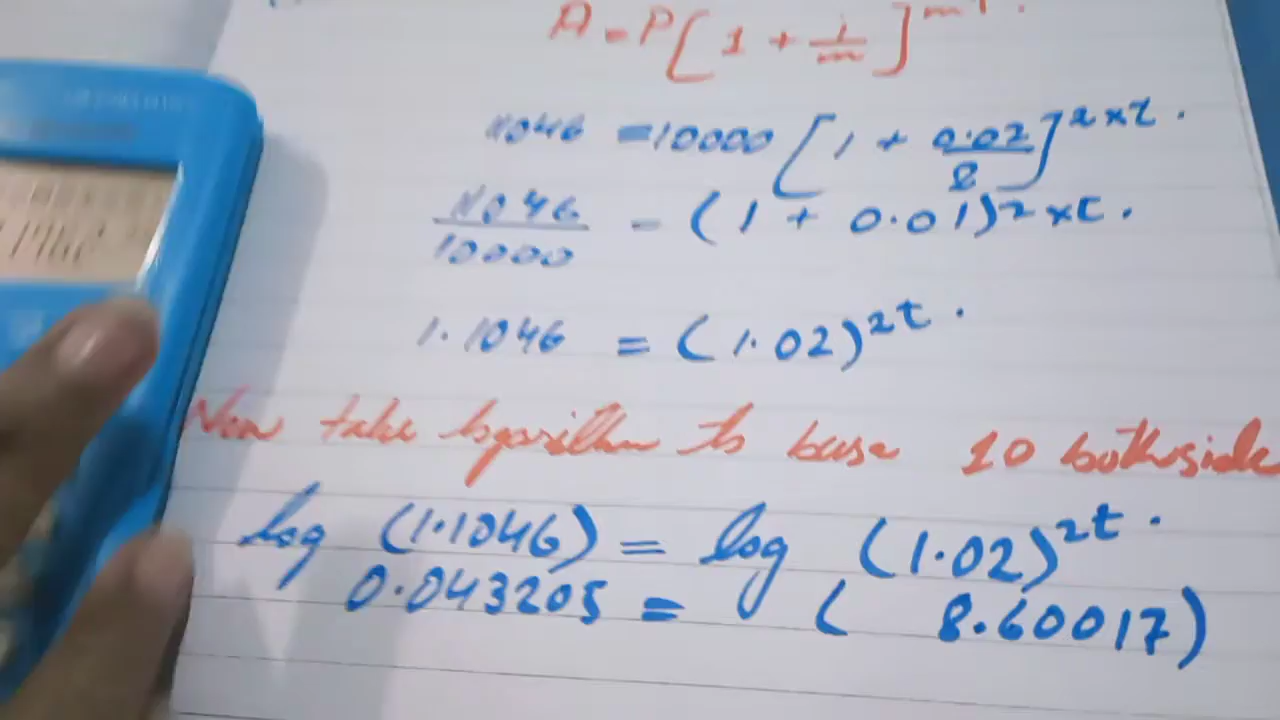 A = P[1 + i/m]^mt.
11046 = 10000 [1 + 0.02/2]^2×t.
11046/10000 = (1 + 0.01)^2×t.
1.1046 = (1.02)^2t.
Now take logarithm to base 10 bothside
log (1.1046) = log (1.02)^2t.
0.043205 = ( 8.60017)